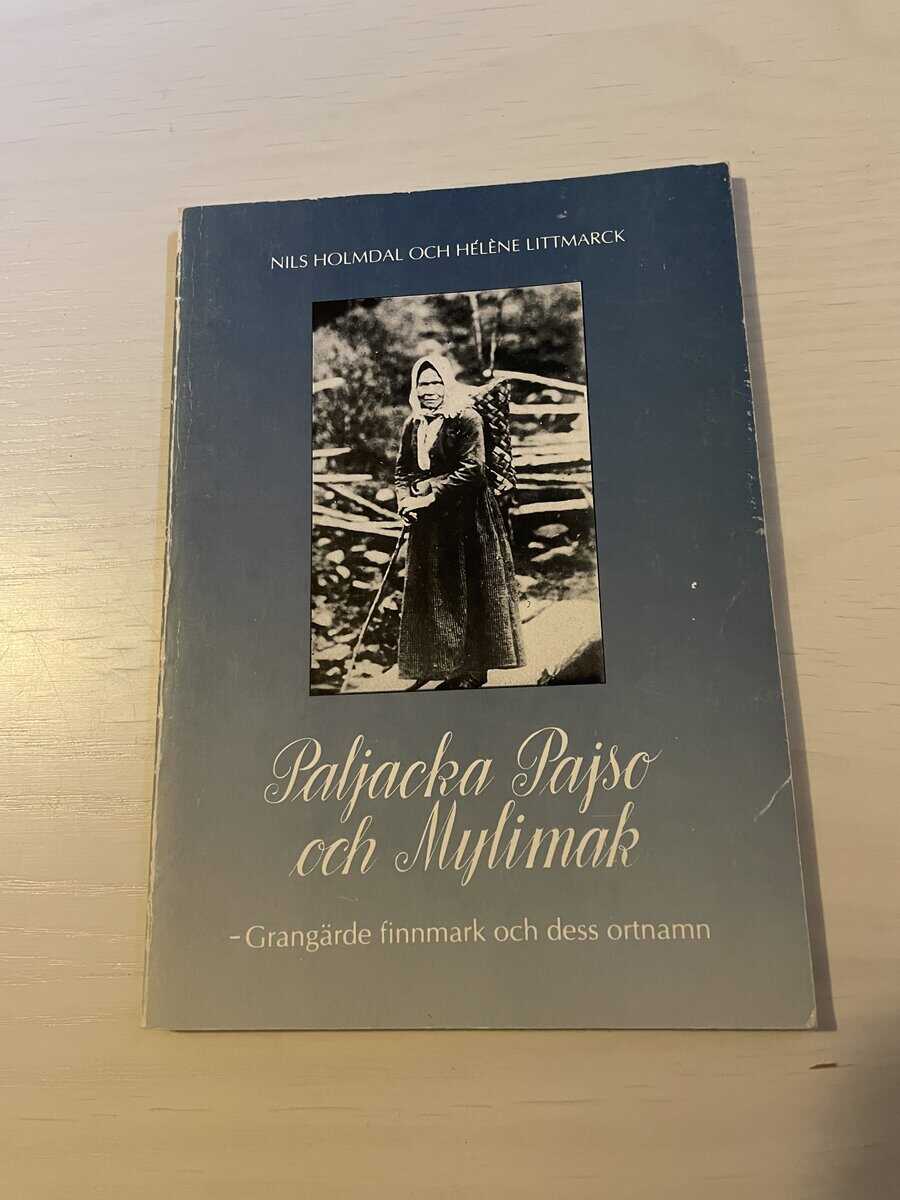 NILS HOLMDAL OCH HÉLÈNE LITTMARCK
Paljacka Pajso
och Mylimak
–Grangärde finnmark och dess ortnamn